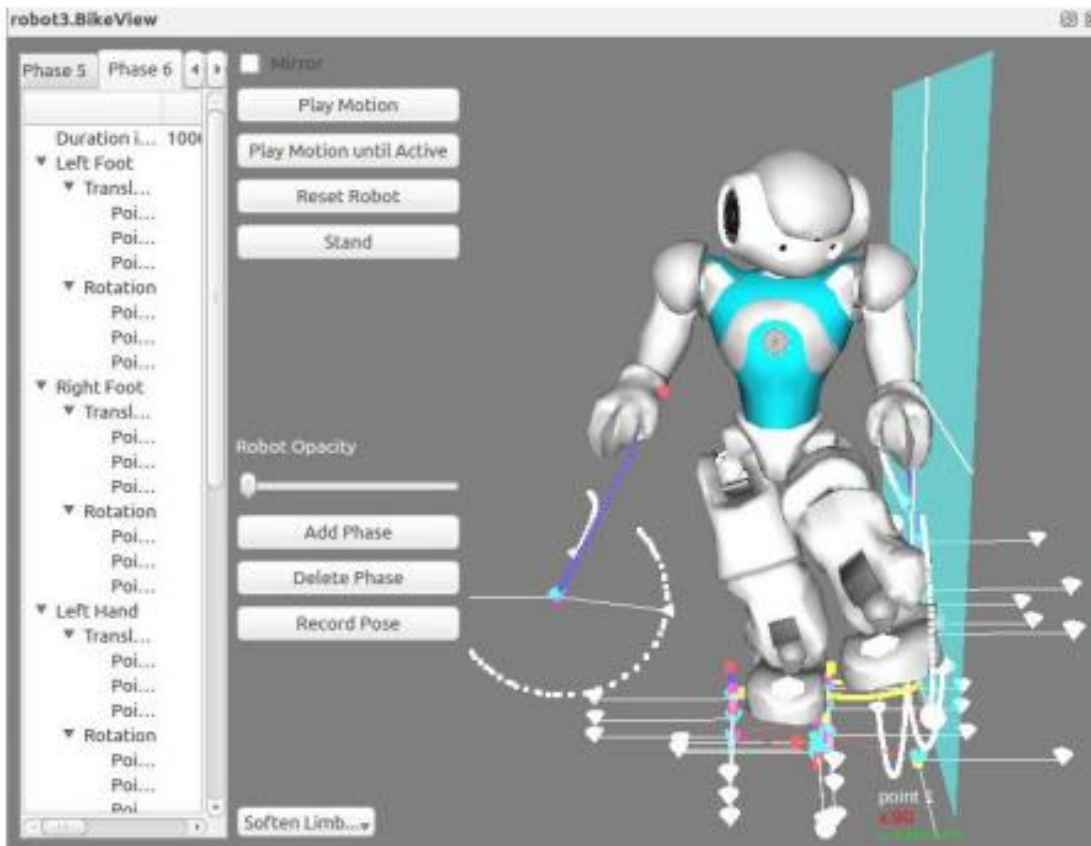 robot3.BikeView
Phase 5
Phase 6
Mirror
Play Motion
Play Motion until Active
Reset Robot
Stand
Duration i... 100
Left Foot
Transl...
Poi...
Poi...
Poi...
Rotation
Poi...
Poi...
Poi...
Right Foot
Transl...
Poi...
Poi...
Poi...
Rotation
Poi...
Poi...
Poi...
Left Hand
Transl...
Poi...
Poi...
Poi...
Rotation
Poi...
Poi...
Poi
Robot Opacity
Add Phase
Delete Phase
Record Pose
Soften Limb...
point 1
x:90